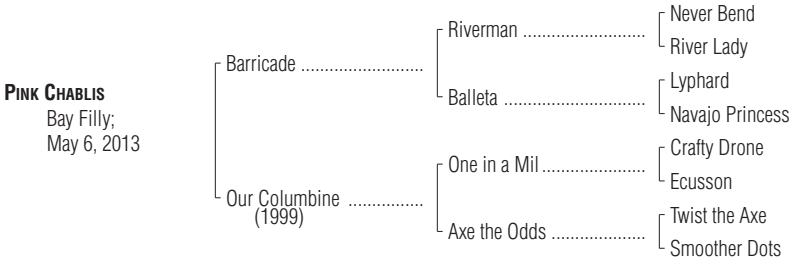 Never Bend
Riverman ..........................
River Lady
Barricade ..........................
Lyphard
Balleta ..............................
Navajo Princess
PINK CHABLIS
Bay Filly;
May 6, 2013
Crafty Drone
One in a Mil ......................
Ecusson
Our Columbine ................
(1999)
Twist the Axe
Axe the Odds ....................
Smoother Dots